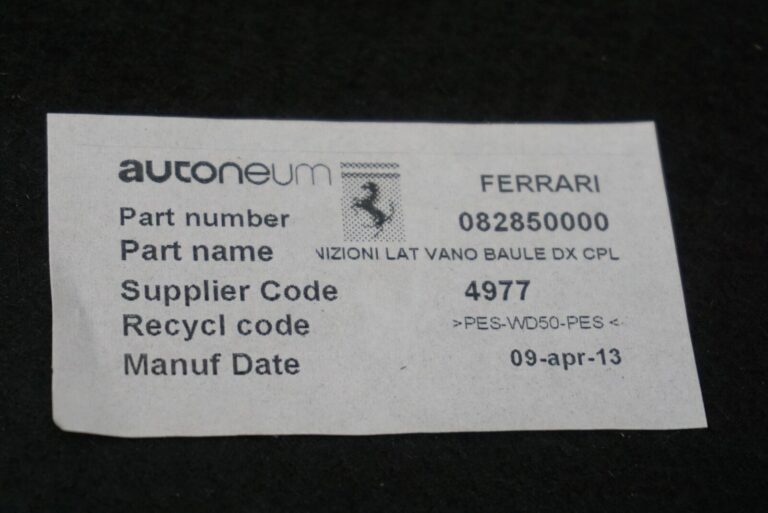 autoneum FERRARI
Part number 082850000
Part name NIZIONI LAT VANO BAULE DX CPL
Supplier Code 4977
Recycl code >PES-WD50-PES <
Manuf Date 09-apr-13